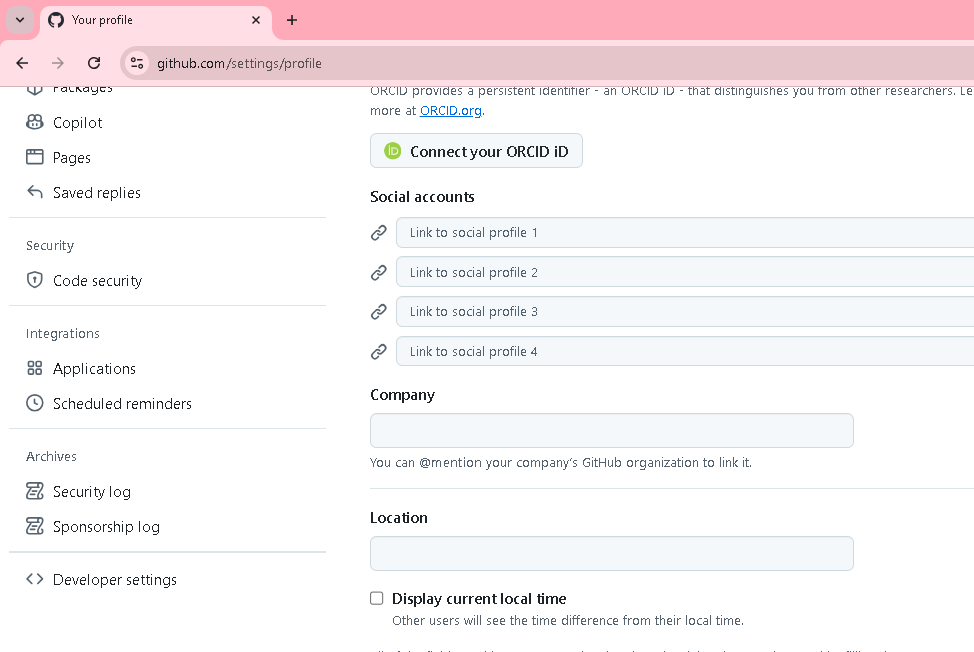 Your profile
github.com/settings/profile
Packages
Copilot
Pages
Saved replies
Security
Code security
Integrations
Applications
Scheduled reminders
Archives
Security log
Sponsorship log
Developer settings
ORCID provides a persistent identifier - an ORCID iD - that distinguishes you from other researchers. Le
more at ORCID.org.
iD Connect your ORCID iD
Social accounts
Link to social profile 1
Link to social profile 2
Link to social profile 3
Link to social profile 4
Company
You can @mention your company's GitHub organization to link it.
Location
Display current local time
Other users will see the time difference from their local time.